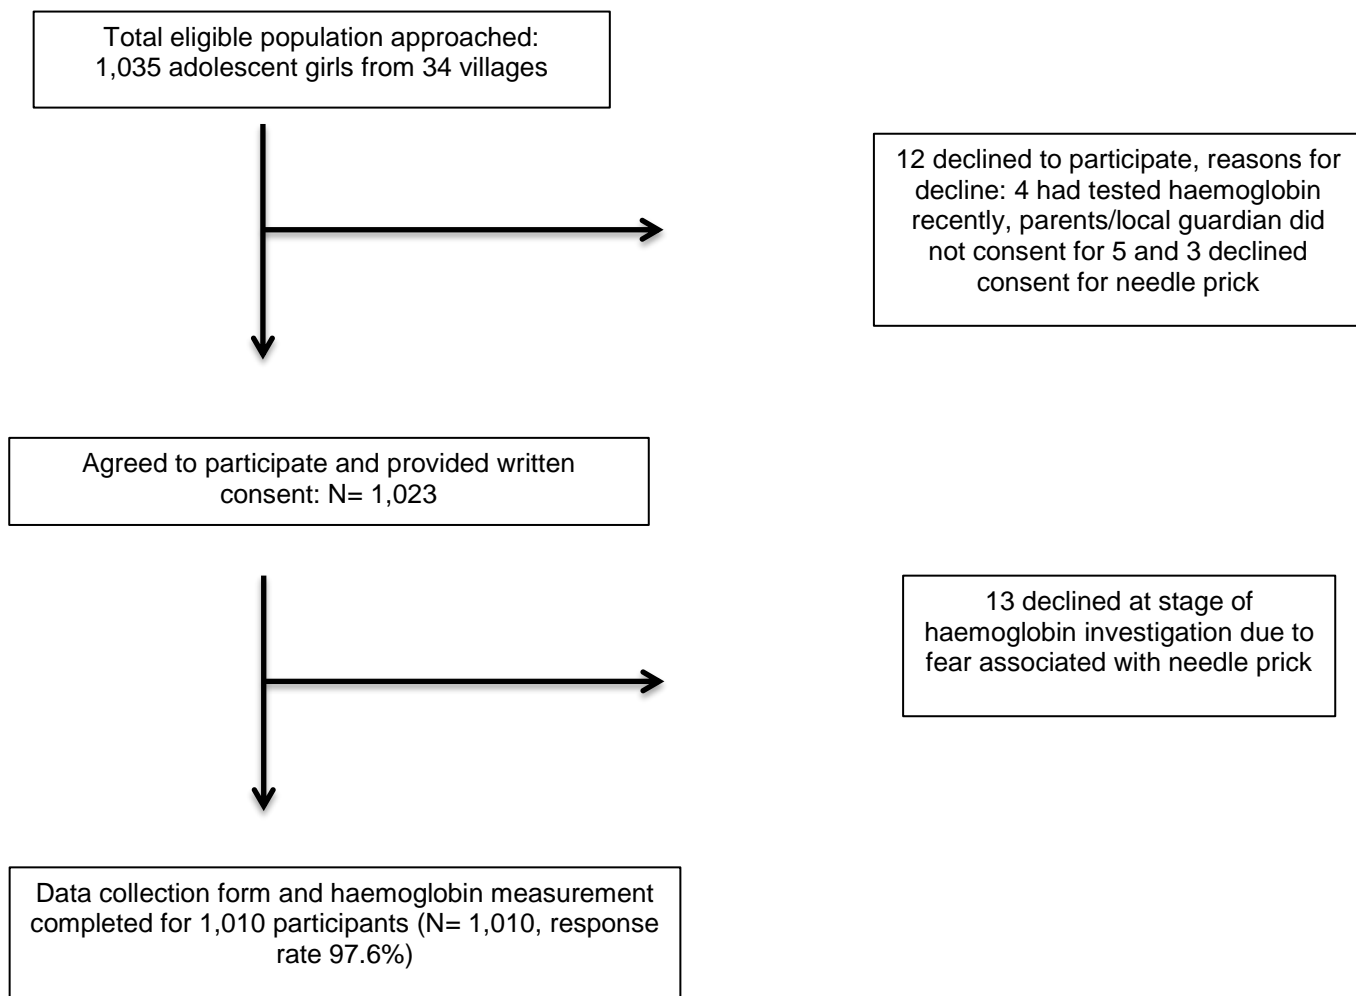 Total eligible population approached:
1,035 adolescent girls from 34 villages
12 declined to participate, reasons for
decline: 4 had tested haemoglobin
recently, parents/local guardian did
not consent for 5 and 3 declined
consent for needle prick
Agreed to participate and provided written
consent: N= 1,023
13 declined at stage of
haemoglobin investigation due to
fear associated with needle prick
Data collection form and haemoglobin measurement
completed for 1,010 participants (N= 1,010, response
rate 97.6%)